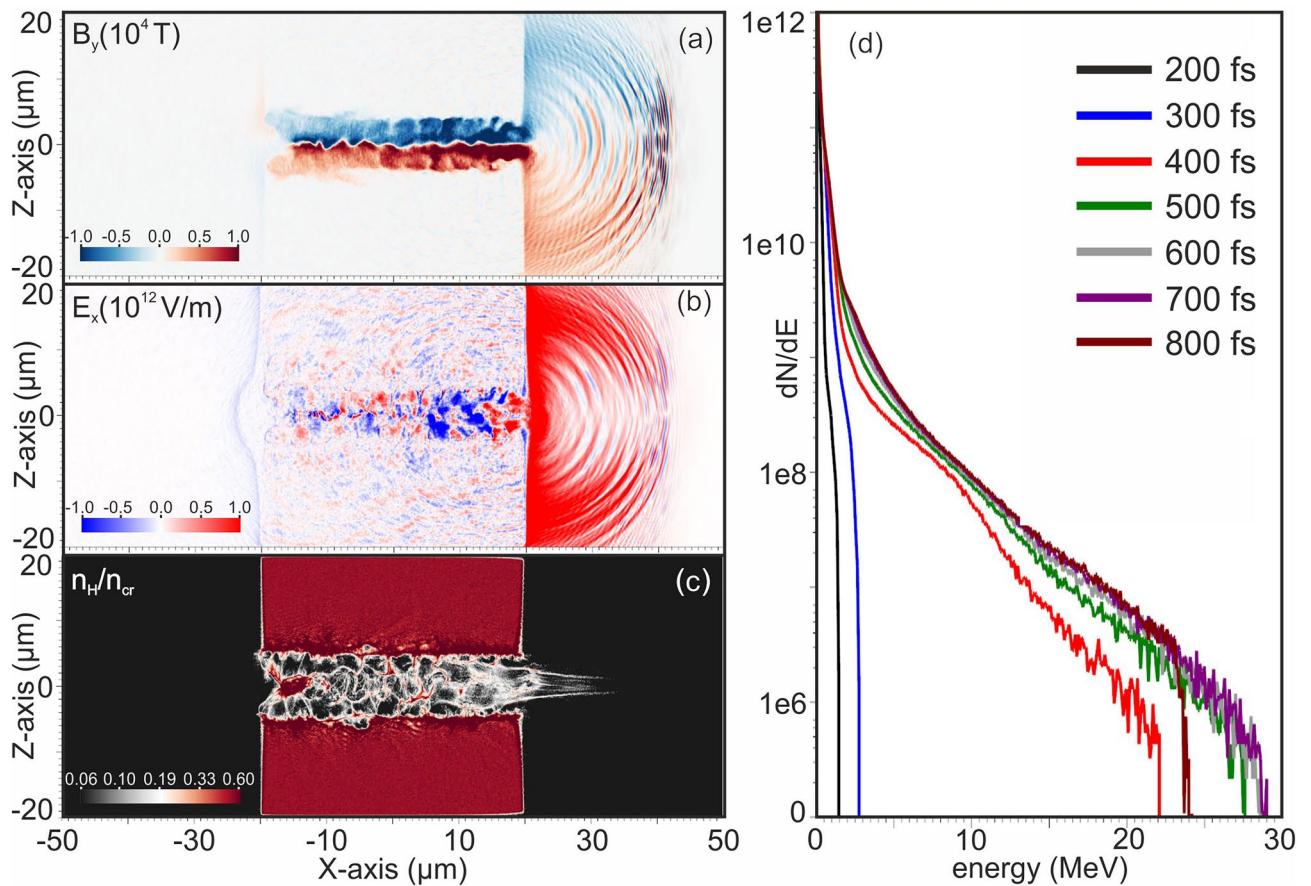 20
B_y(10^4 T)
(a)
Z-axis (µm)
0
-1.0 -0.5 0.0 0.5 1.0
-20
20
E_x(10^12 V/m)
(b)
Z-axis (µm)
0
-1.0 -0.5 0.0 0.5 1.0
-20
20
n_H/n_cr
(c)
Z-axis (µm)
0
0.06 0.10 0.19 0.33 0.60
-20
-50 -30 -10 10 30 50
X-axis (µm)
1e12
(d)
200 fs
300 fs
400 fs
500 fs
600 fs
700 fs
800 fs
1e10
dN/dE
1e8
1e6
0
0 10 20 30
energy (MeV)